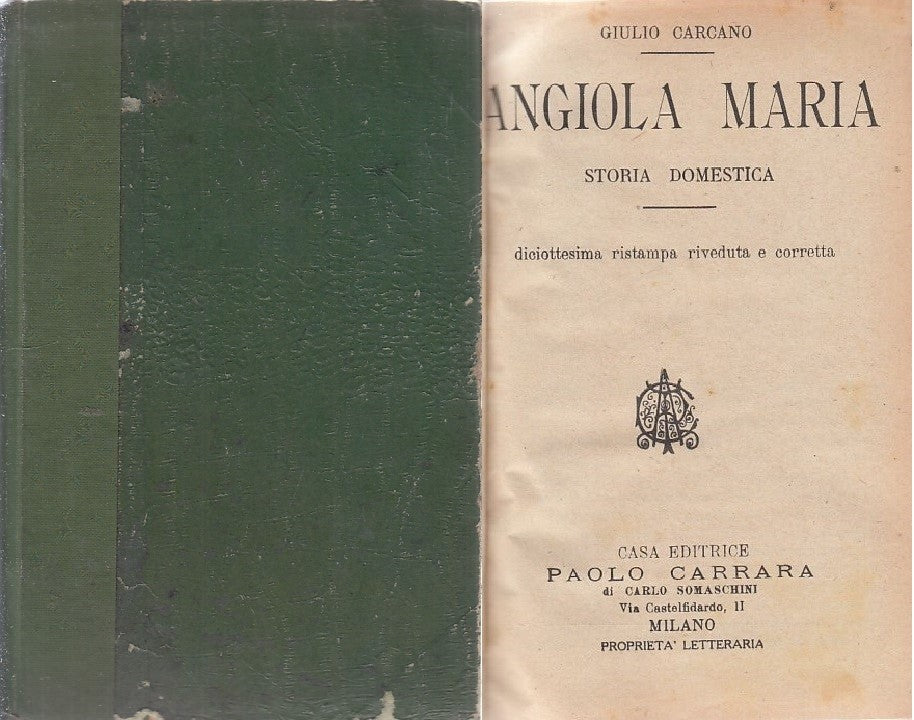 GIULIO CARCANO
ANGIOLA MARIA
STORIA DOMESTICA
diciottesima ristampa riveduta e corretta
CASA EDITRICE
PAOLO CARRARA
di CARLO SOMASCHINI
Via Castelfidardo, 11
MILANO
PROPRIETA' LETTERARIA